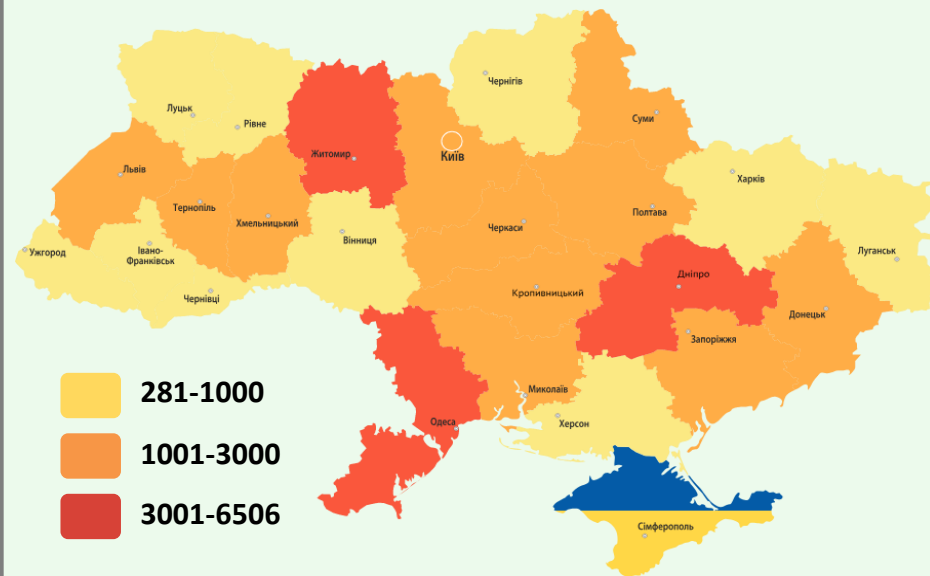 Чернігів
Луцьк
Рівне
Суми
Житомир
Київ
Львів
Харків
Тернопіль
Хмельницький
Полтава
Черкаси
Вінниця
Ужгород
Івано-
Франківськ
Луганськ
Дніпро
Чернівці
Кропивницький
Донецьк
Запоріжжя
Миколаїв
281-1000
Одеса
Херсон
1001-3000
3001-6506
Сімферополь